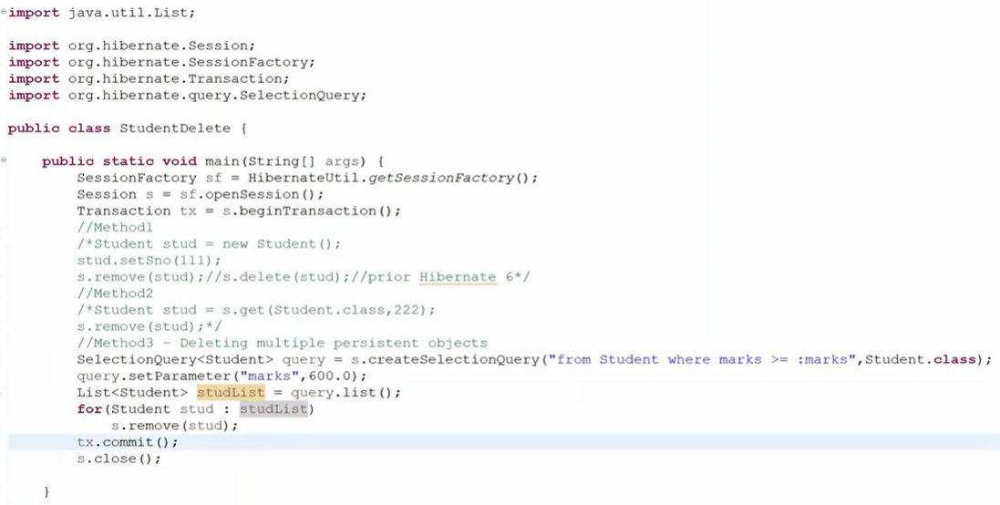 import java.util.List;
import org.hibernate.Session;
import org.hibernate.SessionFactory;
import org.hibernate.Transaction;
import org.hibernate.query.SelectionQuery;
public class StudentDelete {
public static void main(String[] args) {
SessionFactory sf = HibernateUtil.getSessionFactory();
Session s = sf.openSession();
Transaction tx = s.beginTransaction();
//Method1
/*Student stud = new Student();
stud.setSno(111);
s.remove(stud);//s.delete(stud);//prior Hibernate 6*/
//Method2
/*Student stud = s.get(Student.class,222);
s.remove(stud);*/
//Method3 - Deleting multiple persistent objects
SelectionQuery<Student> query = s.createSelectionQuery("from Student where marks >= :marks",Student.class);
query.setParameter("marks",600.0);
List<Student> studList = query.list();
for(Student stud : studList)
s.remove(stud);
tx.commit();
s.close();
}